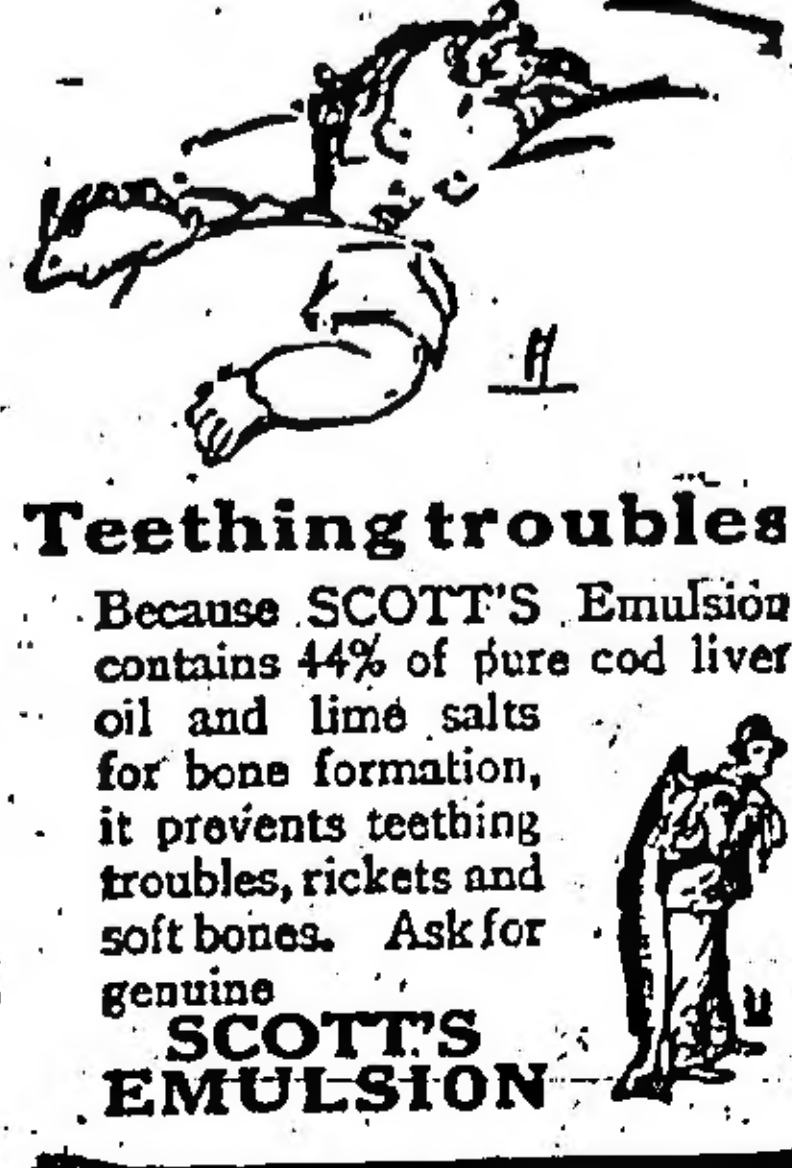 Teething troubles
Because SCOTT'S Emulsion
contains 44% of pure cod liver
oil and lime salts
for bone formation,
it prevents teething
troubles, rickets and
soft bones. Ask for
genuine
SCOTT'S
EMULSION